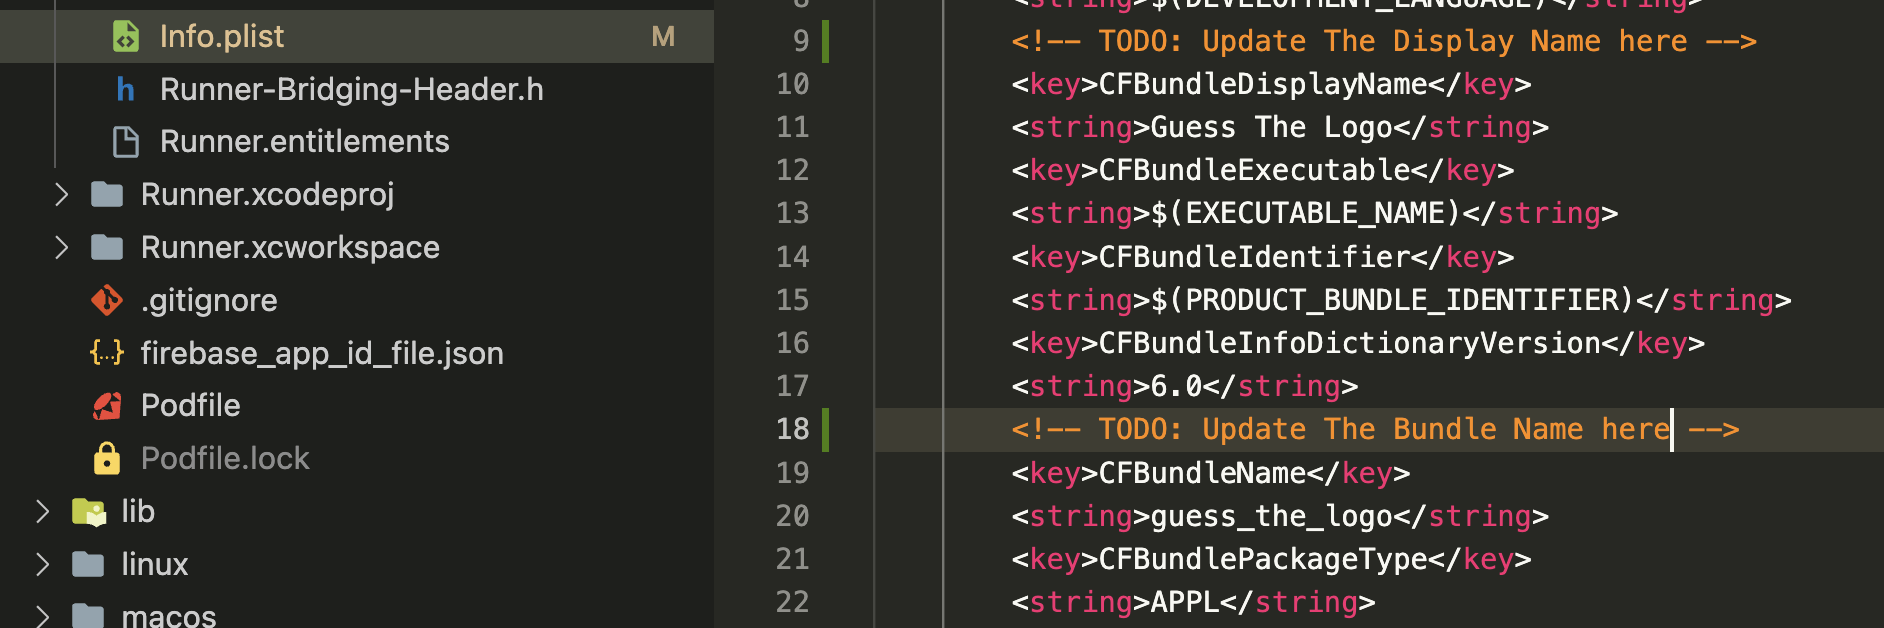 Info.plist M
Runner-Bridging-Header.h
Runner.entitlements
Runner.xcodeproj
Runner.xcworkspace
.gitignore
firebase_app_id_file.json
Podfile
Podfile.lock
lib
linux
macos
8 <string>$(DEVELOPMENT_LANGUAGE)</string>
9 <!-- TODO: Update The Display Name here -->
10 <key>CFBundleDisplayName</key>
11 <string>Guess The Logo</string>
12 <key>CFBundleExecutable</key>
13 <string>$(EXECUTABLE_NAME)</string>
14 <key>CFBundleIdentifier</key>
15 <string>$(PRODUCT_BUNDLE_IDENTIFIER)</string>
16 <key>CFBundleInfoDictionaryVersion</key>
17 <string>6.0</string>
18 <!-- TODO: Update The Bundle Name here -->
19 <key>CFBundleName</key>
20 <string>guess_the_logo</string>
21 <key>CFBundlePackageType</key>
22 <string>APPL</string>